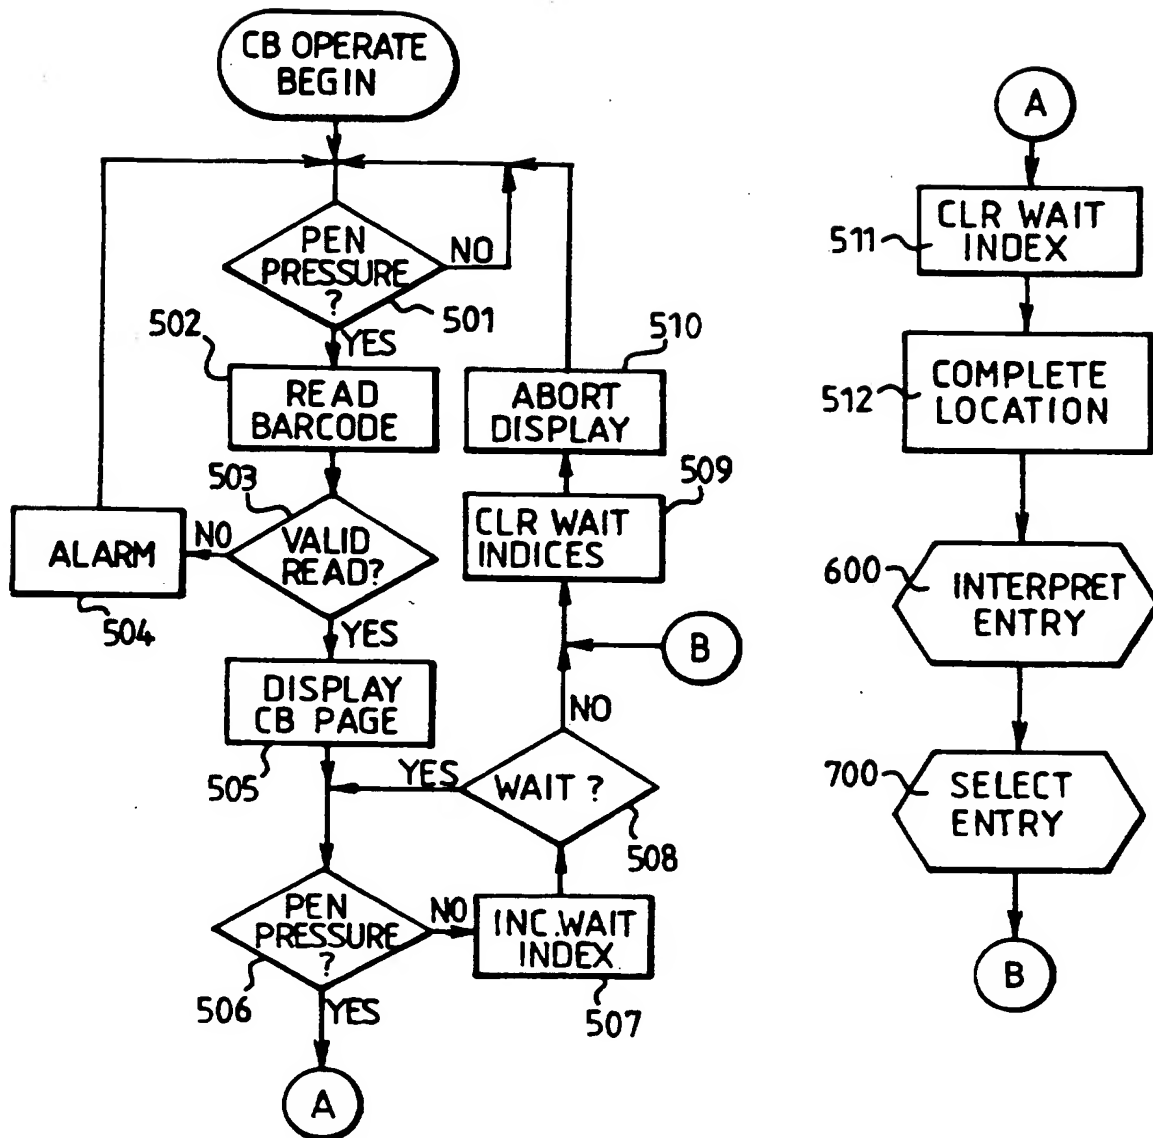 CB OPERATE
BEGIN
PEN
PRESSURE
?
NO
501
YES
502
READ
BARCODE
503
VALID
READ?
NO
ALARM
504
YES
DISPLAY
CB PAGE
505
YES
PEN
PRESSURE
?
506
NO
YES
A
INC.WAIT
INDEX
507
WAIT ?
508
NO
B
CLR WAIT
INDICES
509
ABORT
DISPLAY
510
A
511
CLR WAIT
INDEX
512
COMPLETE
LOCATION
600
INTERPRET
ENTRY
700
SELECT
ENTRY
B